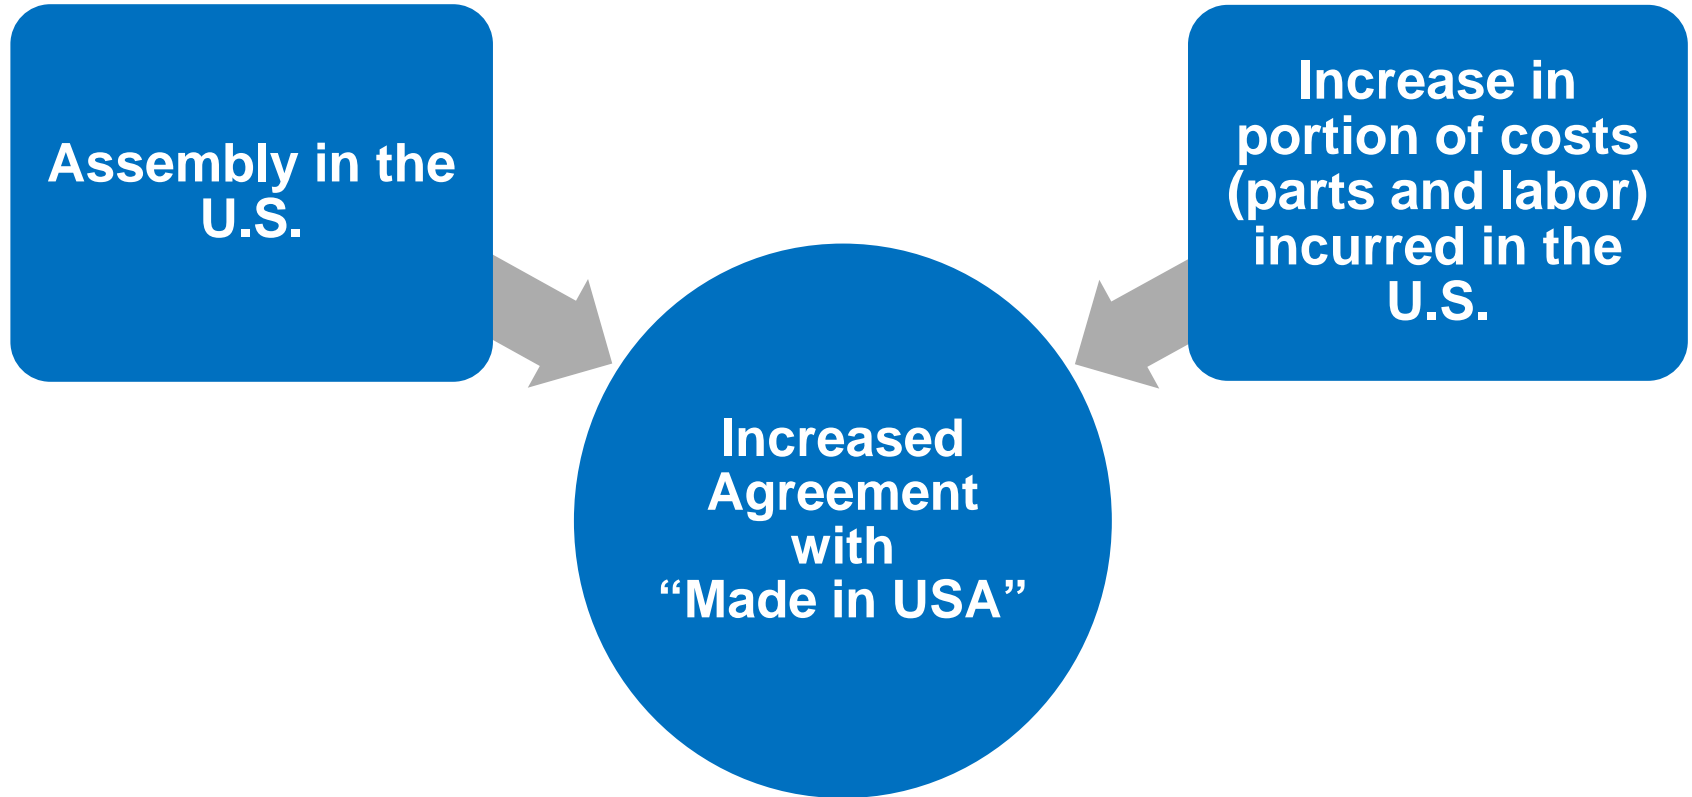 Assembly in the
U.S.
Increase in
portion of costs
(parts and labor)
incurred in the
U.S.
Increased
Agreement
with
“Made in USA”